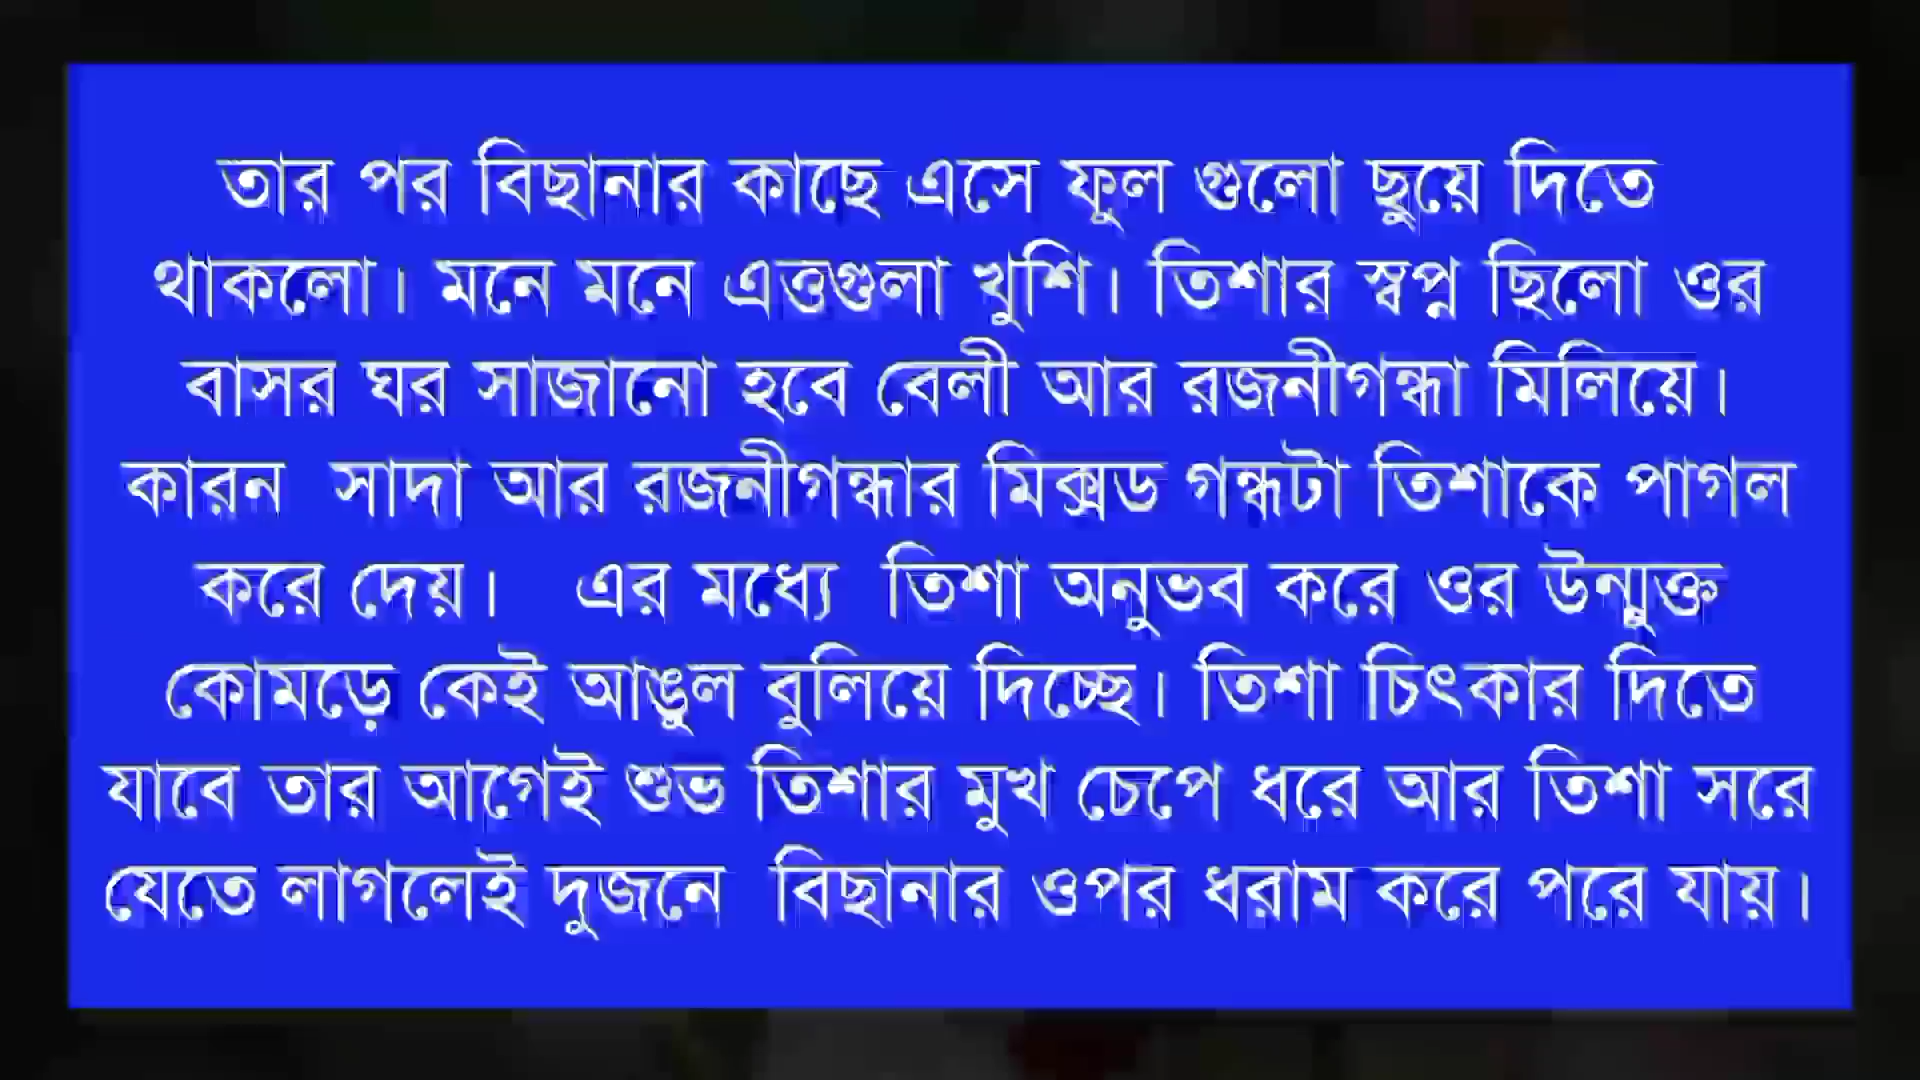 তার পর বিছানার কাছে এসে ফূল গুলো ছুয়ে দিতে
থাকলো। মনে মনে এত্তগুলা খুশি। তিশার স্বপ্ন ছিলো ওর
বাসর ঘর সাজানো হবে বেলী আর রজনীগন্ধা মিলিয়ে।
কারন সাদা আর রজনীগন্ধার মিক্সড গন্ধটা তিশাকে পাগল
করে দেয়। এর মধ্যে তিশা অনুভব করে ওর উন্মুক্ত
কোমড়ে কেই আঙুল বুলিয়ে দিচ্ছে। তিশা চিৎকার দিতে
যাবে তার আগেই শুভ তিশার মুখ চেপে ধরে আর তিশা সরে
যেতে লাগলেই দুজনে বিছানার ওপর ধরাম করে পরে যায়।